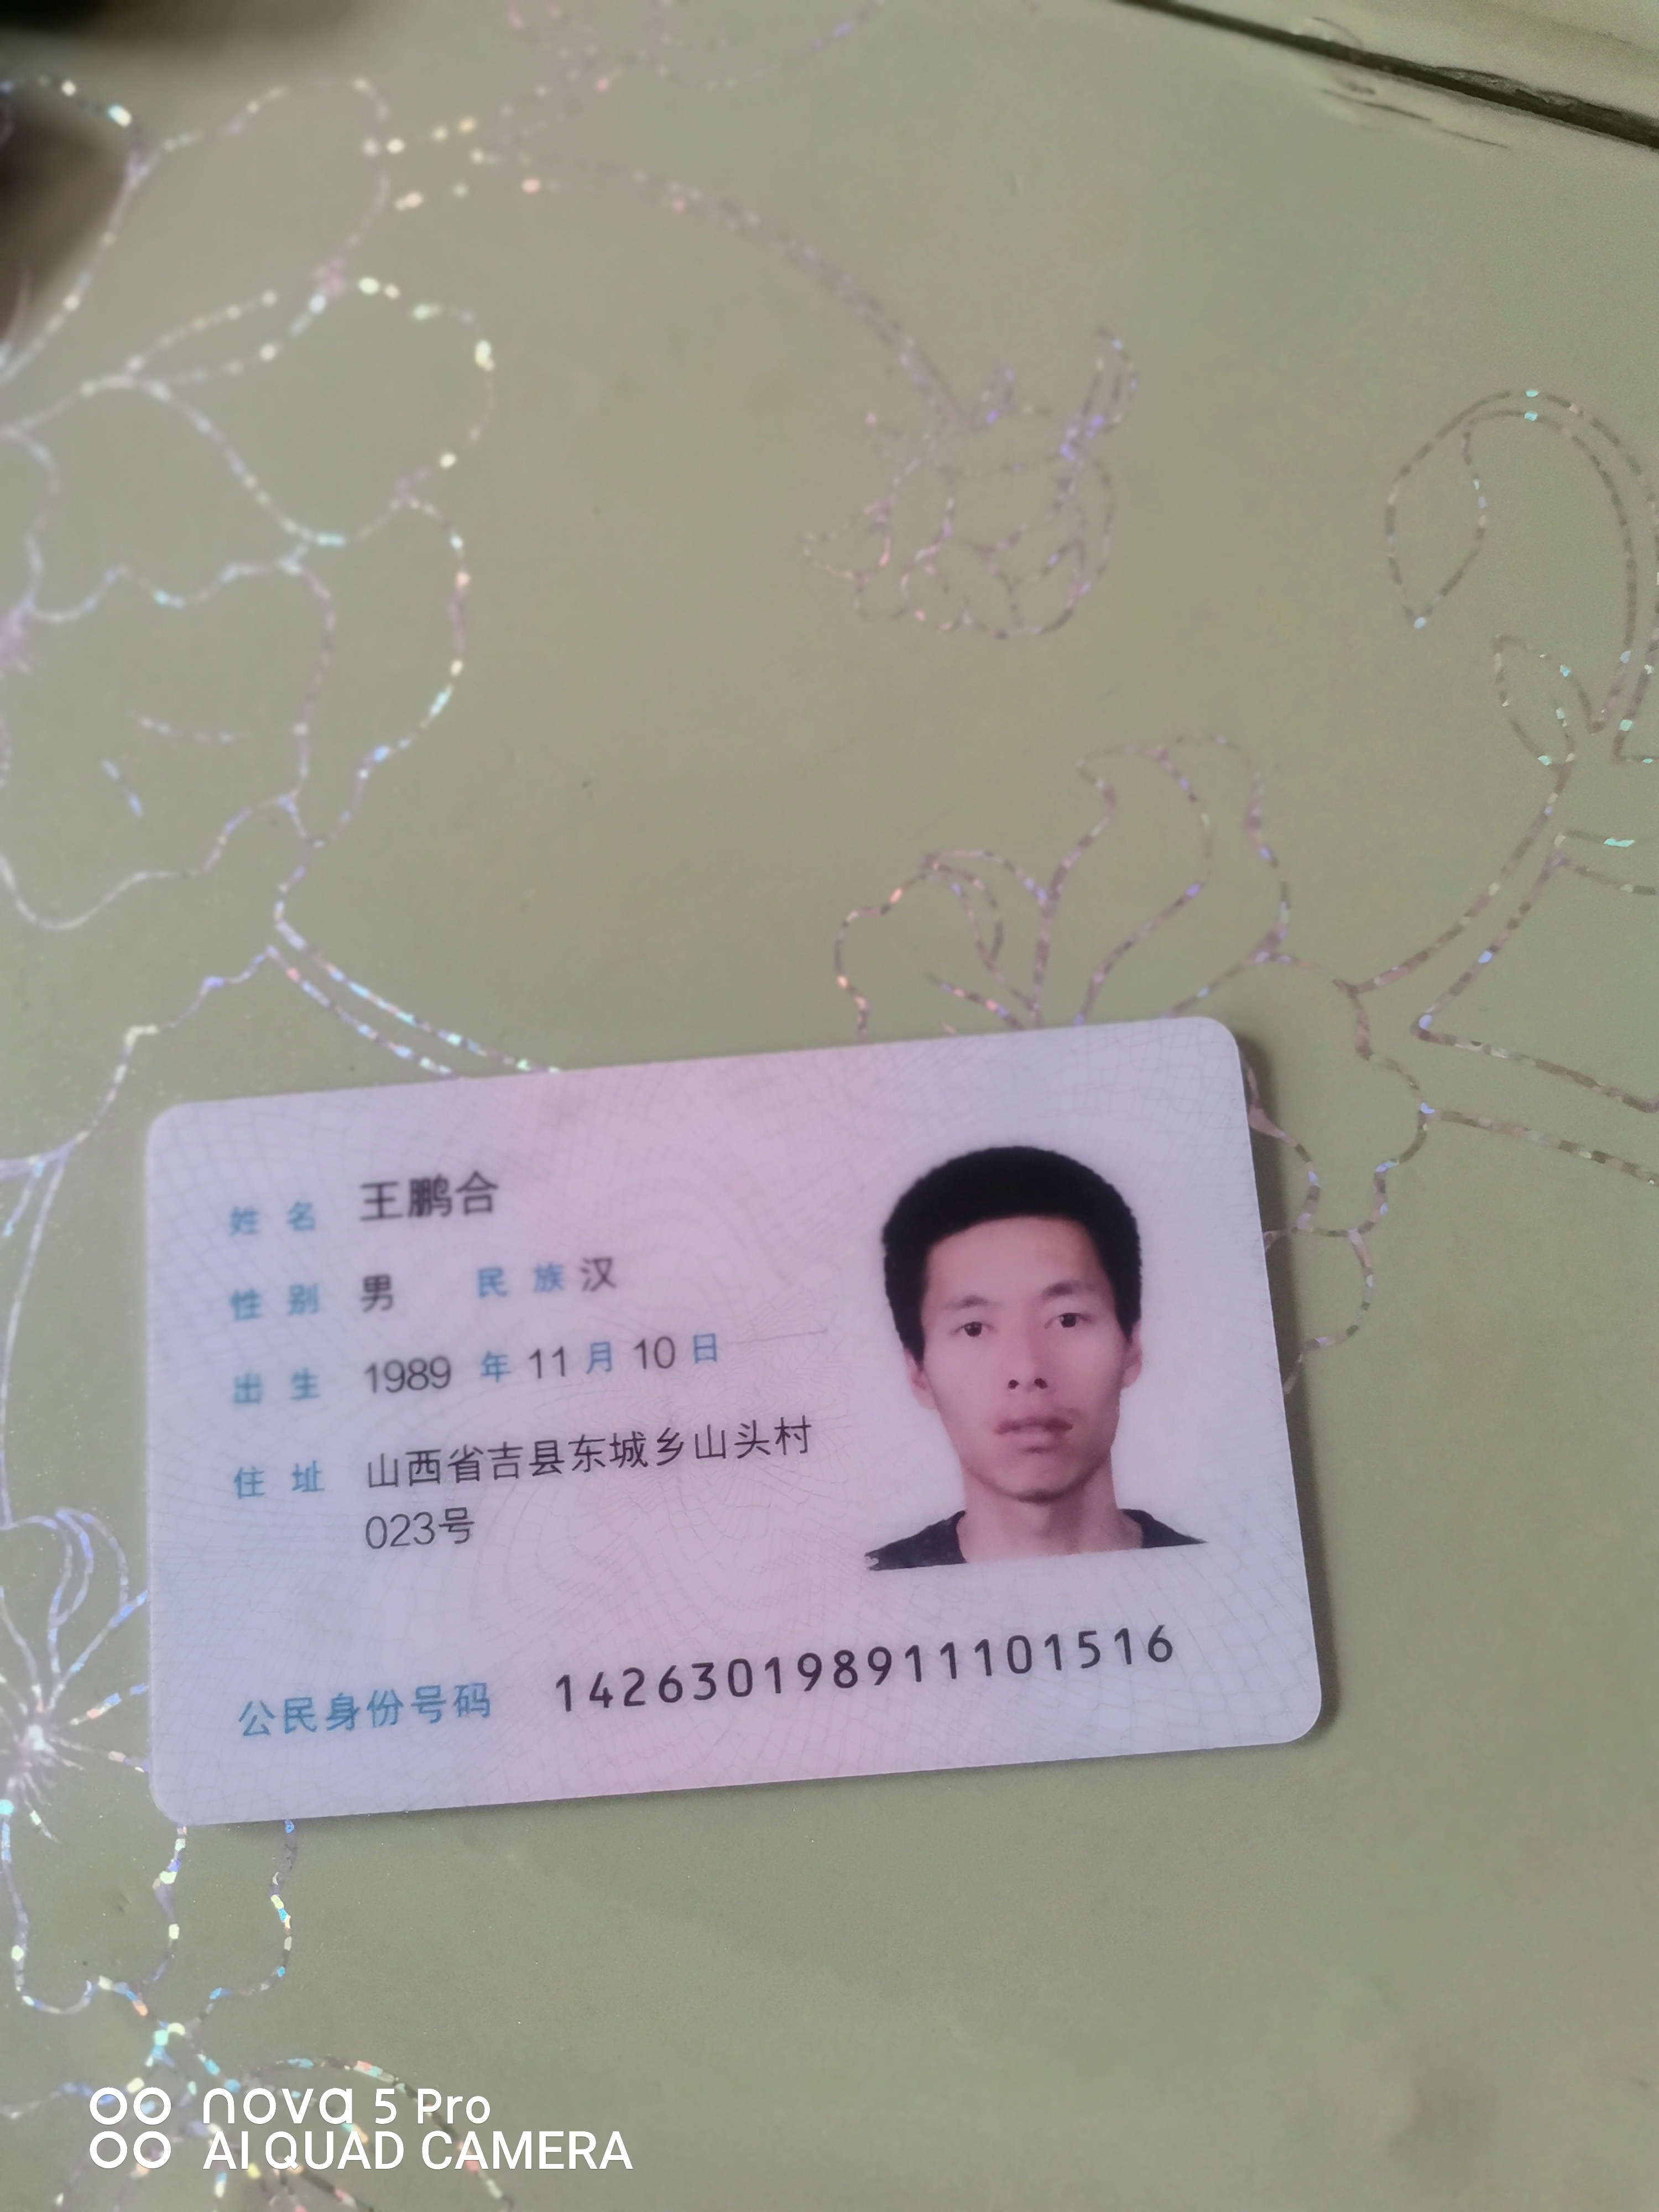 姓名 王鹏合
性别 男 民族 汉
出生 1989 年 11 月 10 日
住址 山西省吉县东城乡山头村
023号
公民身份号码 142630198911101516
nova 5 Pro
AI QUAD CAMERA